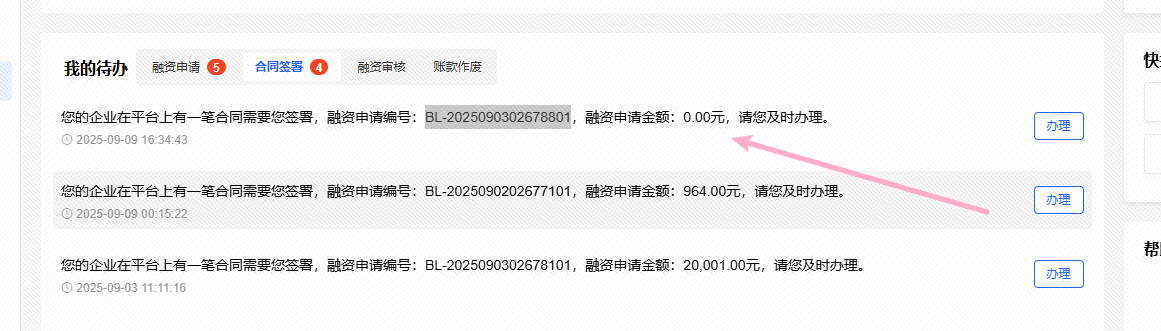 我的待办 融资申请 5 合同签署 4 融资审核 账款作废
您的企业在平台上有一笔合同需要您签署，融资申请编号：BL-2025090302678801，融资申请金额：0.00元，请您及时办理。 办理
2025-09-09 16:34:43
您的企业在平台上有一笔合同需要您签署，融资申请编号：BL-2025090202677101，融资申请金额：964.00元，请您及时办理。 办理
2025-09-09 00:15:22
您的企业在平台上有一笔合同需要您签署，融资申请编号：BL-2025090302678101，融资申请金额：20,001.00元，请您及时办理。 办理
2025-09-03 11:11:16